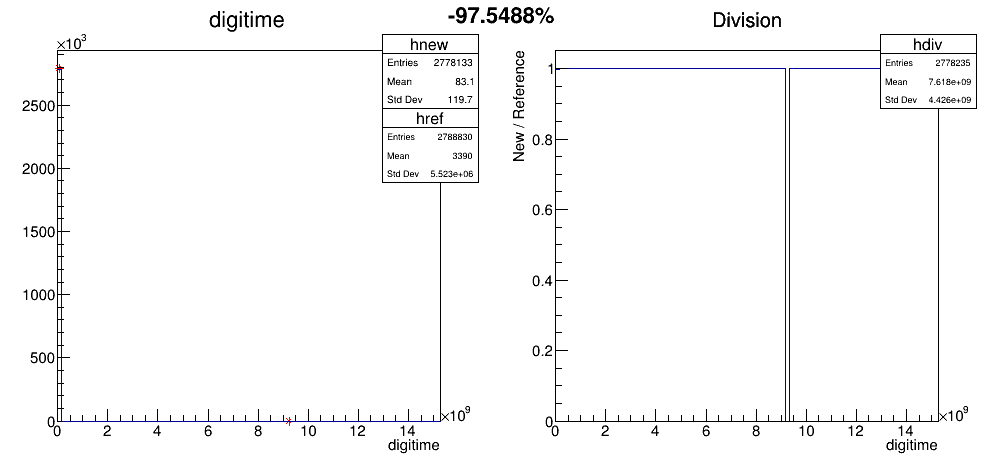 -97.5488%
digitime
×10³
hnew
Entries 2778133
Mean 83.1
Std Dev 119.7
href
Entries 2788830
Mean 3390
Std Dev 5.523e+06
2500
2000
1500
1000
500
0
0 2 4 6 8 10 12 14
×10⁹
digitime
Division
hdiv
Entries 2778235
Mean 7.618e+09
Std Dev 4.426e+09
New / Reference
1
0.8
0.6
0.4
0.2
0
0 2 4 6 8 10 12 14
×10⁹
digitime